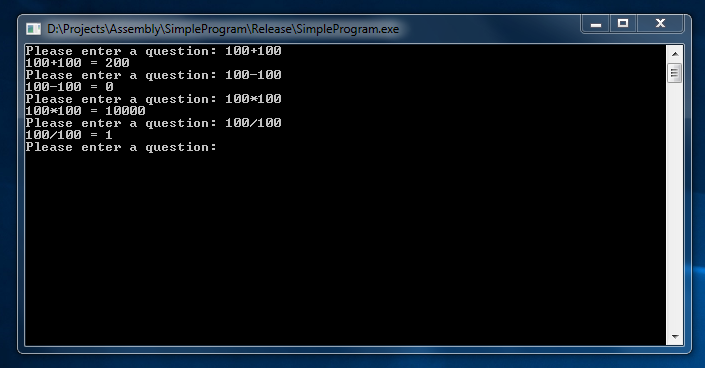 D:\Projects\Assembly\SimpleProgram\Release\SimpleProgram.exe
Please enter a question: 100+100
100+100 = 200
Please enter a question: 100-100
100-100 = 0
Please enter a question: 100*100
100*100 = 10000
Please enter a question: 100/100
100/100 = 1
Please enter a question: